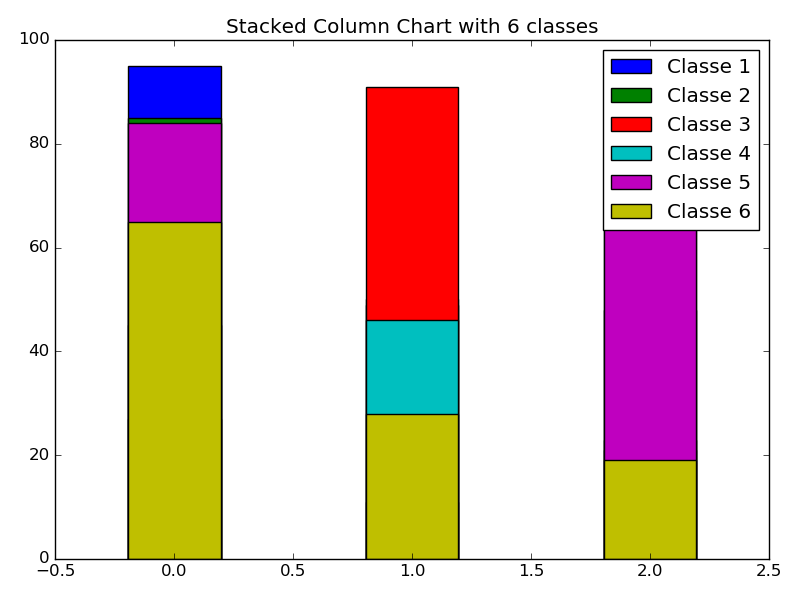 Stacked Column Chart with 6 classes
100
80
60
40
20
0
Classe 1
Classe 2
Classe 3
Classe 4
Classe 5
Classe 6
−0.5 0.0 0.5 1.0 1.5 2.0 2.5